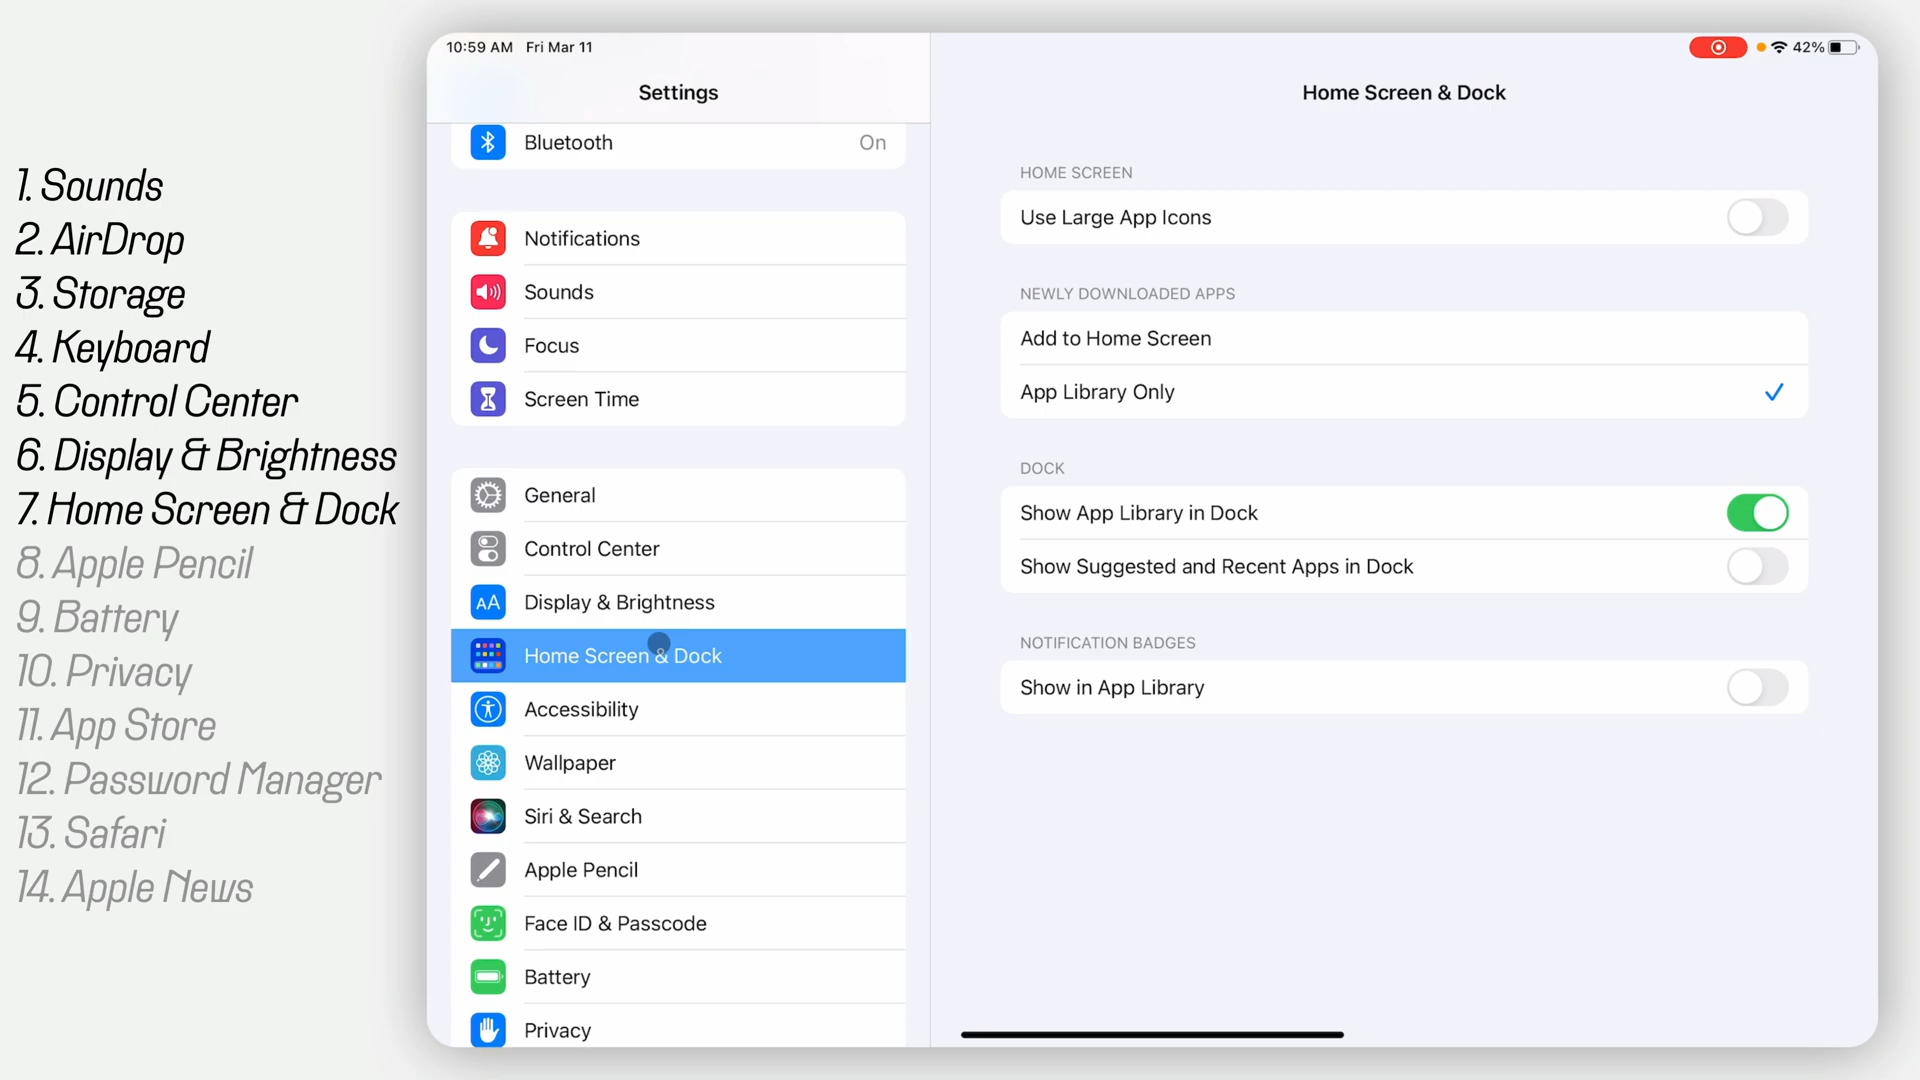 1. Sounds
2. AirDrop
3. Storage
4. Keyboard
5. Control Center
6. Display & Brightness
7. Home Screen & Dock
8. Apple Pencil
9. Battery
10. Privacy
11. App Store
12. Password Manager
13. Safari
14. Apple News
10:59 AM Fri Mar 11
Settings
Bluetooth On
Notifications
Sounds
Focus
Screen Time
General
Control Center
AA Display & Brightness
Home Screen & Dock
Accessibility
Wallpaper
Siri & Search
Apple Pencil
Face ID & Passcode
Battery
Privacy
42%
Home Screen & Dock
HOME SCREEN
Use Large App Icons
NEWLY DOWNLOADED APPS
Add to Home Screen
App Library Only
DOCK
Show App Library in Dock
Show Suggested and Recent Apps in Dock
NOTIFICATION BADGES
Show in App Library